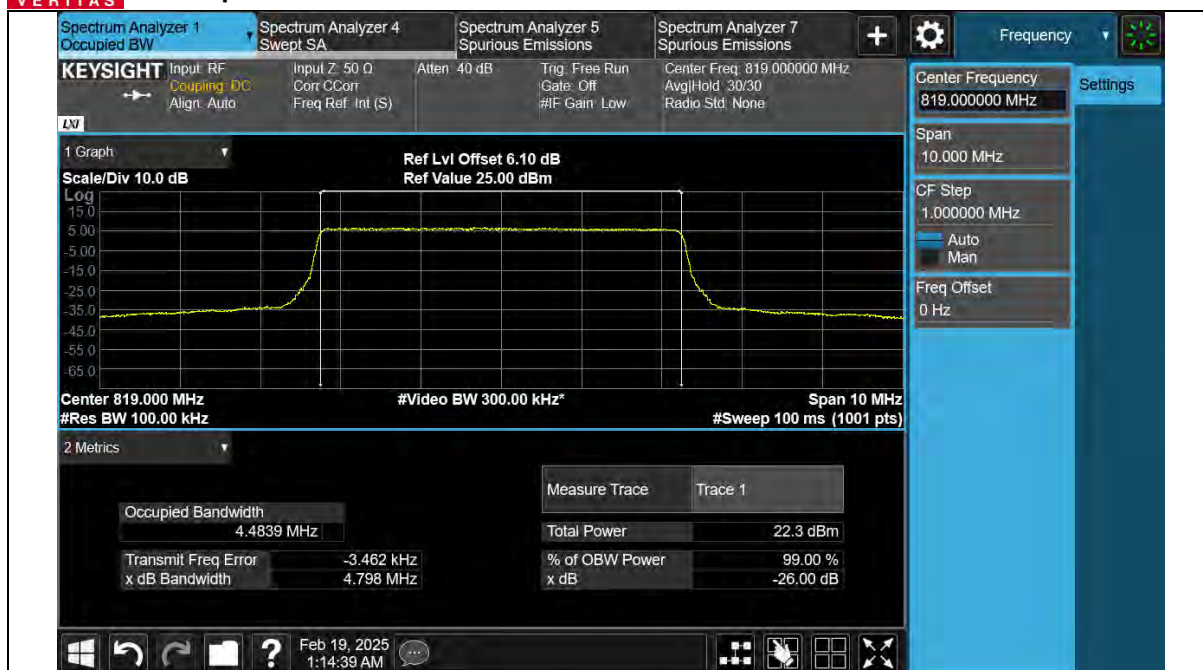 VERITAS
Spectrum Analyzer 1
Occupied BW
Spectrum Analyzer 4
Swept SA
Spectrum Analyzer 5
Spurious Emissions
Spectrum Analyzer 7
Spurious Emissions
+
Frequency
KEYSIGHT
Input: RF
Coupling: DC
Align: Auto
Input Z: 50 Ω
Corr CCorr
Freq Ref: Int (S)
Atten: 40 dB
Trig: Free Run
Gate: Off
#IF Gain: Low
Center Freq: 819.000000 MHz
Avg|Hold: 30/30
Radio Std: None
LXI
Center Frequency
819.000000 MHz
Settings
Span
10.000 MHz
CF Step
1.000000 MHz
Auto
Man
Freq Offset
0 Hz
1 Graph
Scale/Div 10.0 dB
Ref Lvl Offset 6.10 dB
Ref Value 25.00 dBm
Log
15.0
5.00
-5.00
-15.0
-25.0
-35.0
-45.0
-55.0
-65.0
Center 819.000 MHz
#Video BW 300.00 kHz*
Span 10 MHz
#Res BW 100.00 kHz
#Sweep 100 ms (1001 pts)
2 Metrics
Measure Trace
Trace 1
Occupied Bandwidth
4.4839 MHz
Total Power
22.3 dBm
Transmit Freq Error
-3.462 kHz
% of OBW Power
99.00 %
x dB Bandwidth
4.798 MHz
x dB
-26.00 dB
?
Feb 19, 2025
1:14:39 AM